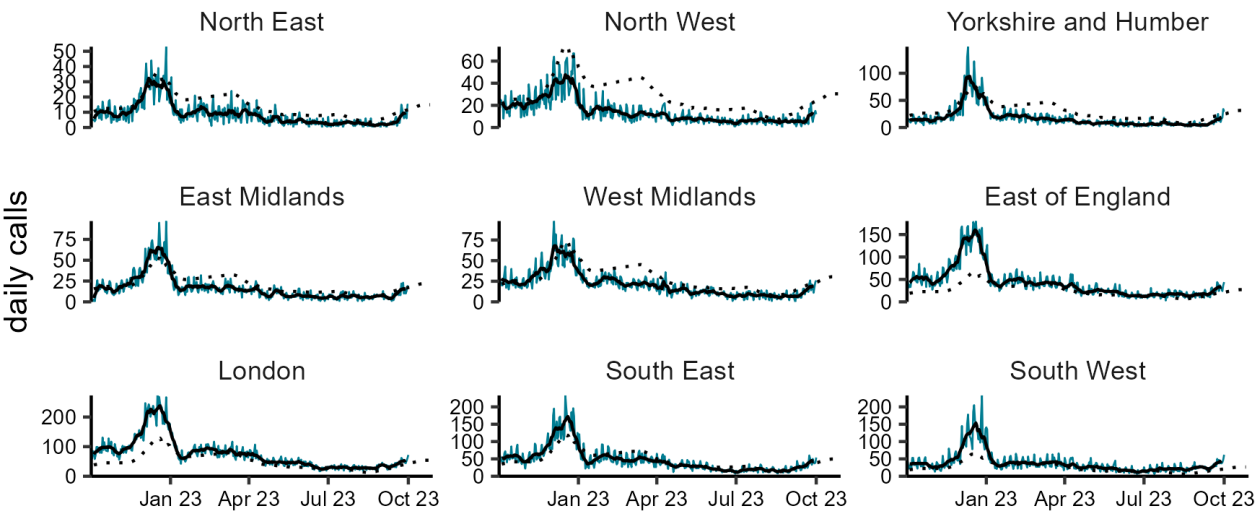 North East
North West
Yorkshire and Humber
50
40
30
20
10
0
60
40
20
0
100
50
0
daily calls
East Midlands
West Midlands
East of England
75
50
25
0
75
50
25
0
150
100
50
0
London
South East
South West
200
100
0
200
150
100
50
0
200
150
100
50
0
Jan 23 Apr 23 Jul 23 Oct 23
Jan 23 Apr 23 Jul 23 Oct 23
Jan 23 Apr 23 Jul 23 Oct 23